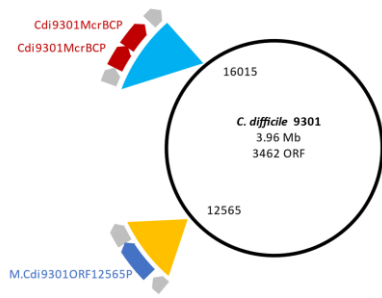 Cdi9301McrBCP
Cdi9301McrBCP
16015
C. difficile 9301
3.96 Mb
3462 ORF
12565
M.Cdi9301ORF12565P